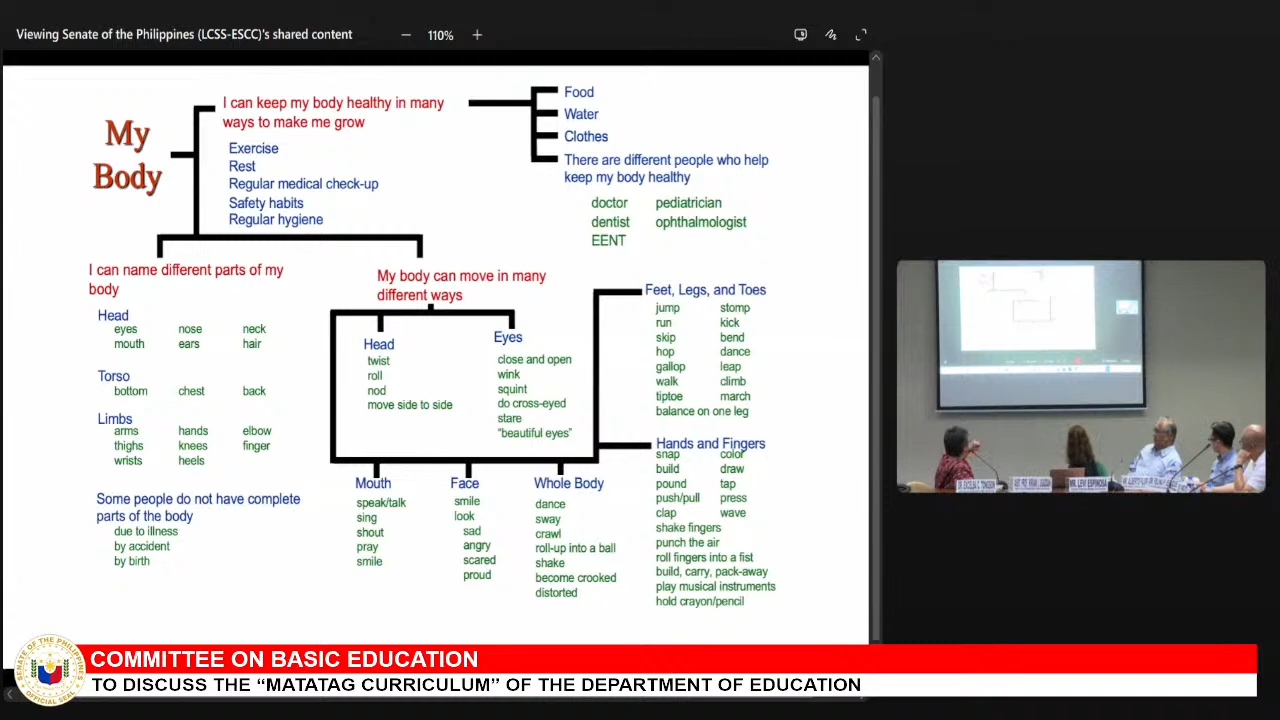 Viewing Senate of the Philippines (LCSS-ESCC)'s shared content
110%
My
Body
I can keep my body healthy in many
ways to make me grow
Exercise
Rest
Regular medical check-up
Safety habits
Regular hygiene
Food
Water
Clothes
There are different people who help
keep my body healthy
doctor pediatrician
dentist ophthalmologist
EENT
I can name different parts of my
body
Head
eyes nose neck
mouth ears hair
Torso
bottom chest back
Limbs
arms hands elbow
thighs knees finger
wrists heels
Some people do not have complete
parts of the body
due to illness
by accident
by birth
My body can move in many
different ways
Head
twist
roll
nod
move side to side
Eyes
close and open
wink
squint
do cross-eyed
stare
"beautiful eyes"
Mouth
speak/talk
sing
shout
pray
smile
Face
smile
look
sad
angry
scared
proud
Whole Body
dance
sway
crawl
roll-up into a ball
shake
become crooked
distorted
Feet, Legs, and Toes
jump stomp
run kick
skip bend
hop dance
gallop leap
walk climb
tiptoe march
balance on one leg
Hands and Fingers
snap color
build draw
pound tap
push/pull press
clap wave
shake fingers
punch the air
roll fingers into a fist
build, carry, pack-away
play musical instruments
hold crayon/pencil
MR. LEVI ESPINOSA
SENATE OF THE PHILIPPINES
OFFICIAL SEAL
COMMITTEE ON BASIC EDUCATION
TO DISCUSS THE “MATATAG CURRICULUM” OF THE DEPARTMENT OF EDUCATION